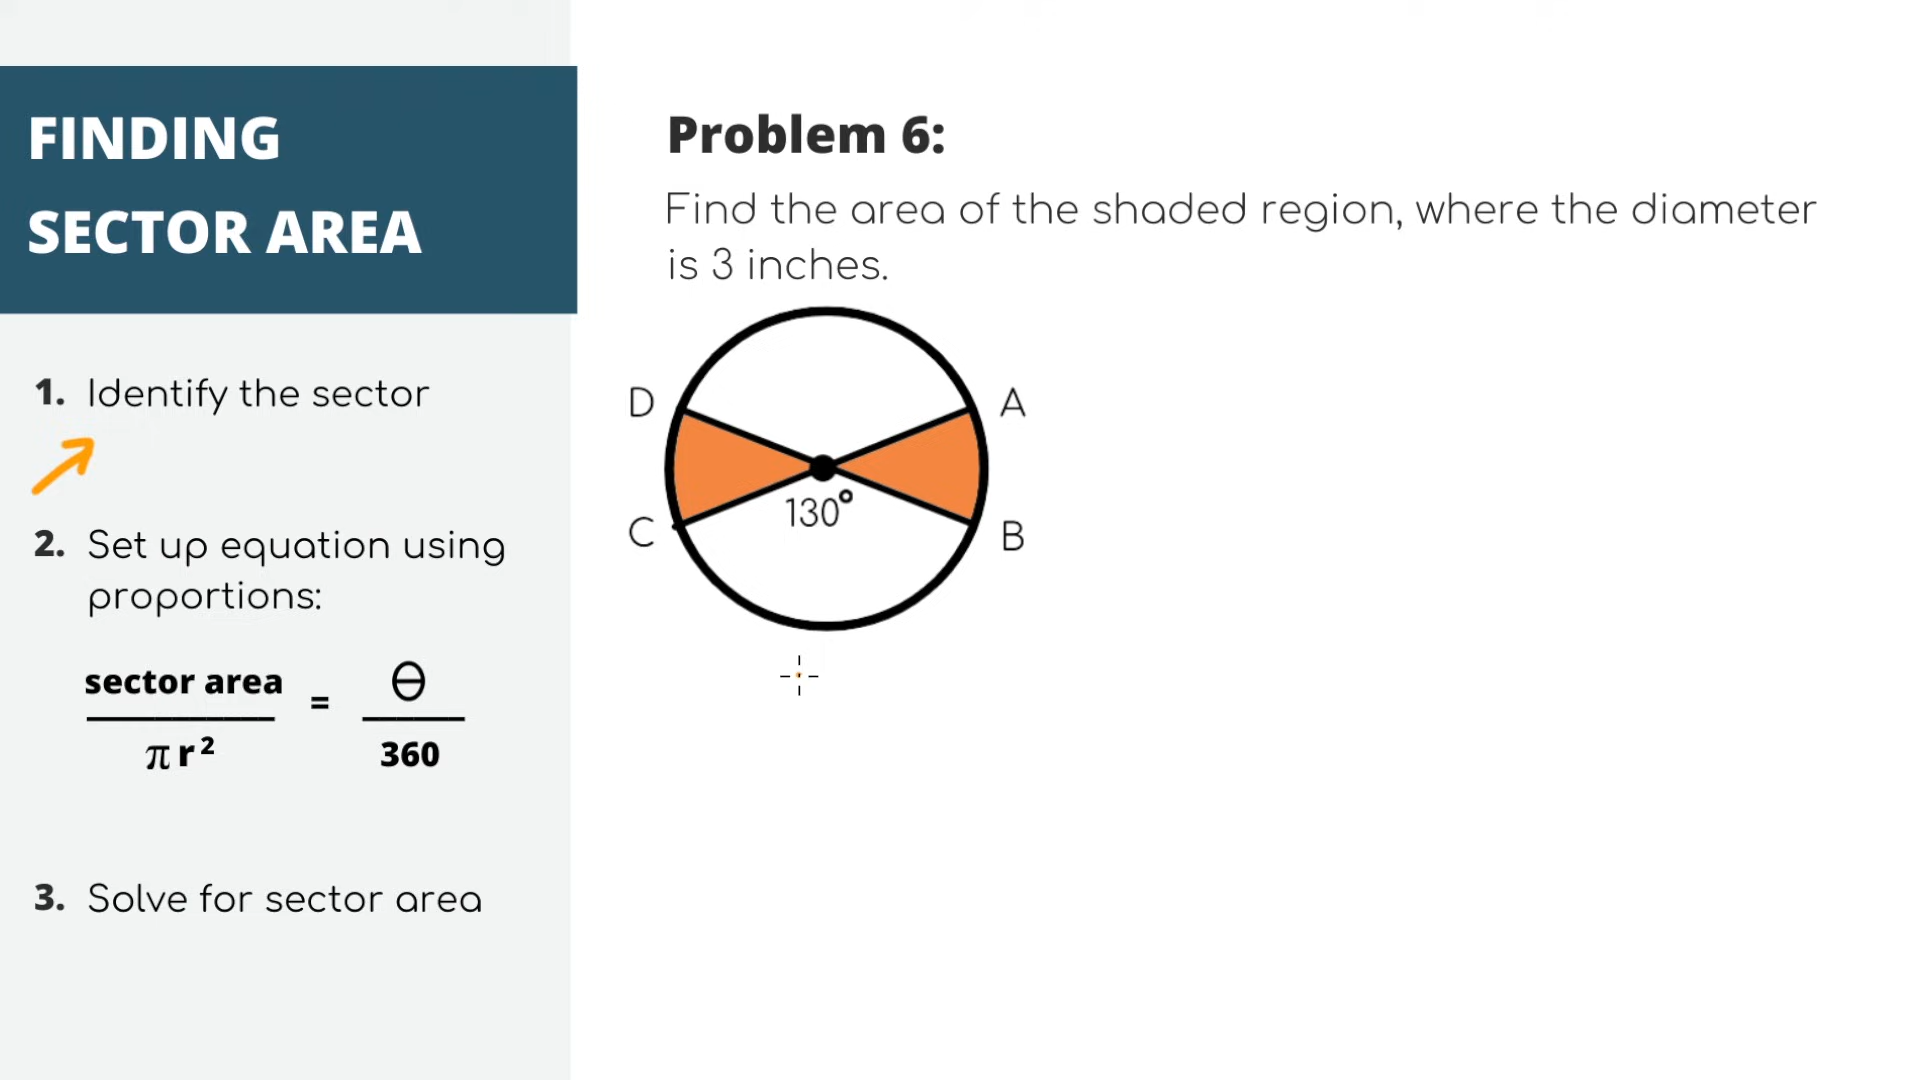 FINDING
SECTOR AREA
1. Identify the sector
2. Set up equation using
proportions:
sector area / πr² = θ / 360
3. Solve for sector area
Problem 6:
Find the area of the shaded region, where the diameter
is 3 inches.
D
A
130°
C
B